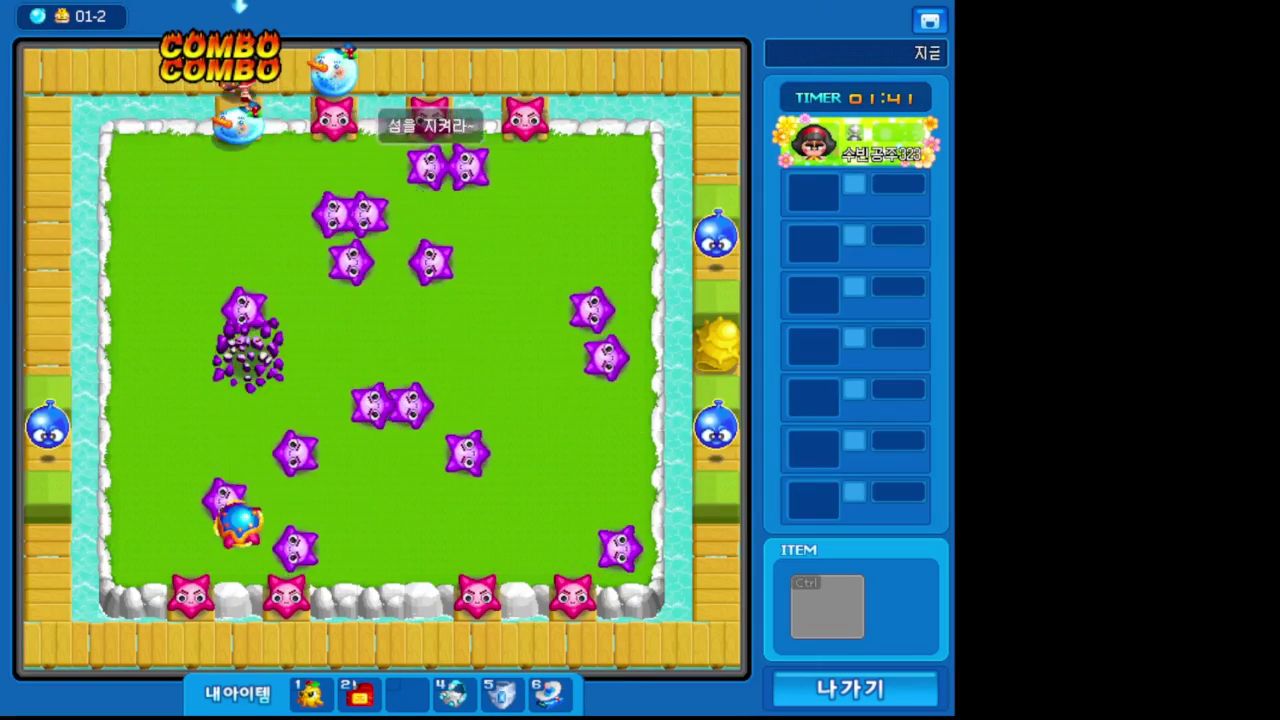 01-2
COMBO
COMBO
지금
섬을 지켜라~
TIMER 01:41
수빈공주323
ITEM
Ctrl
내아이템
1
2
4
5
6
나가기